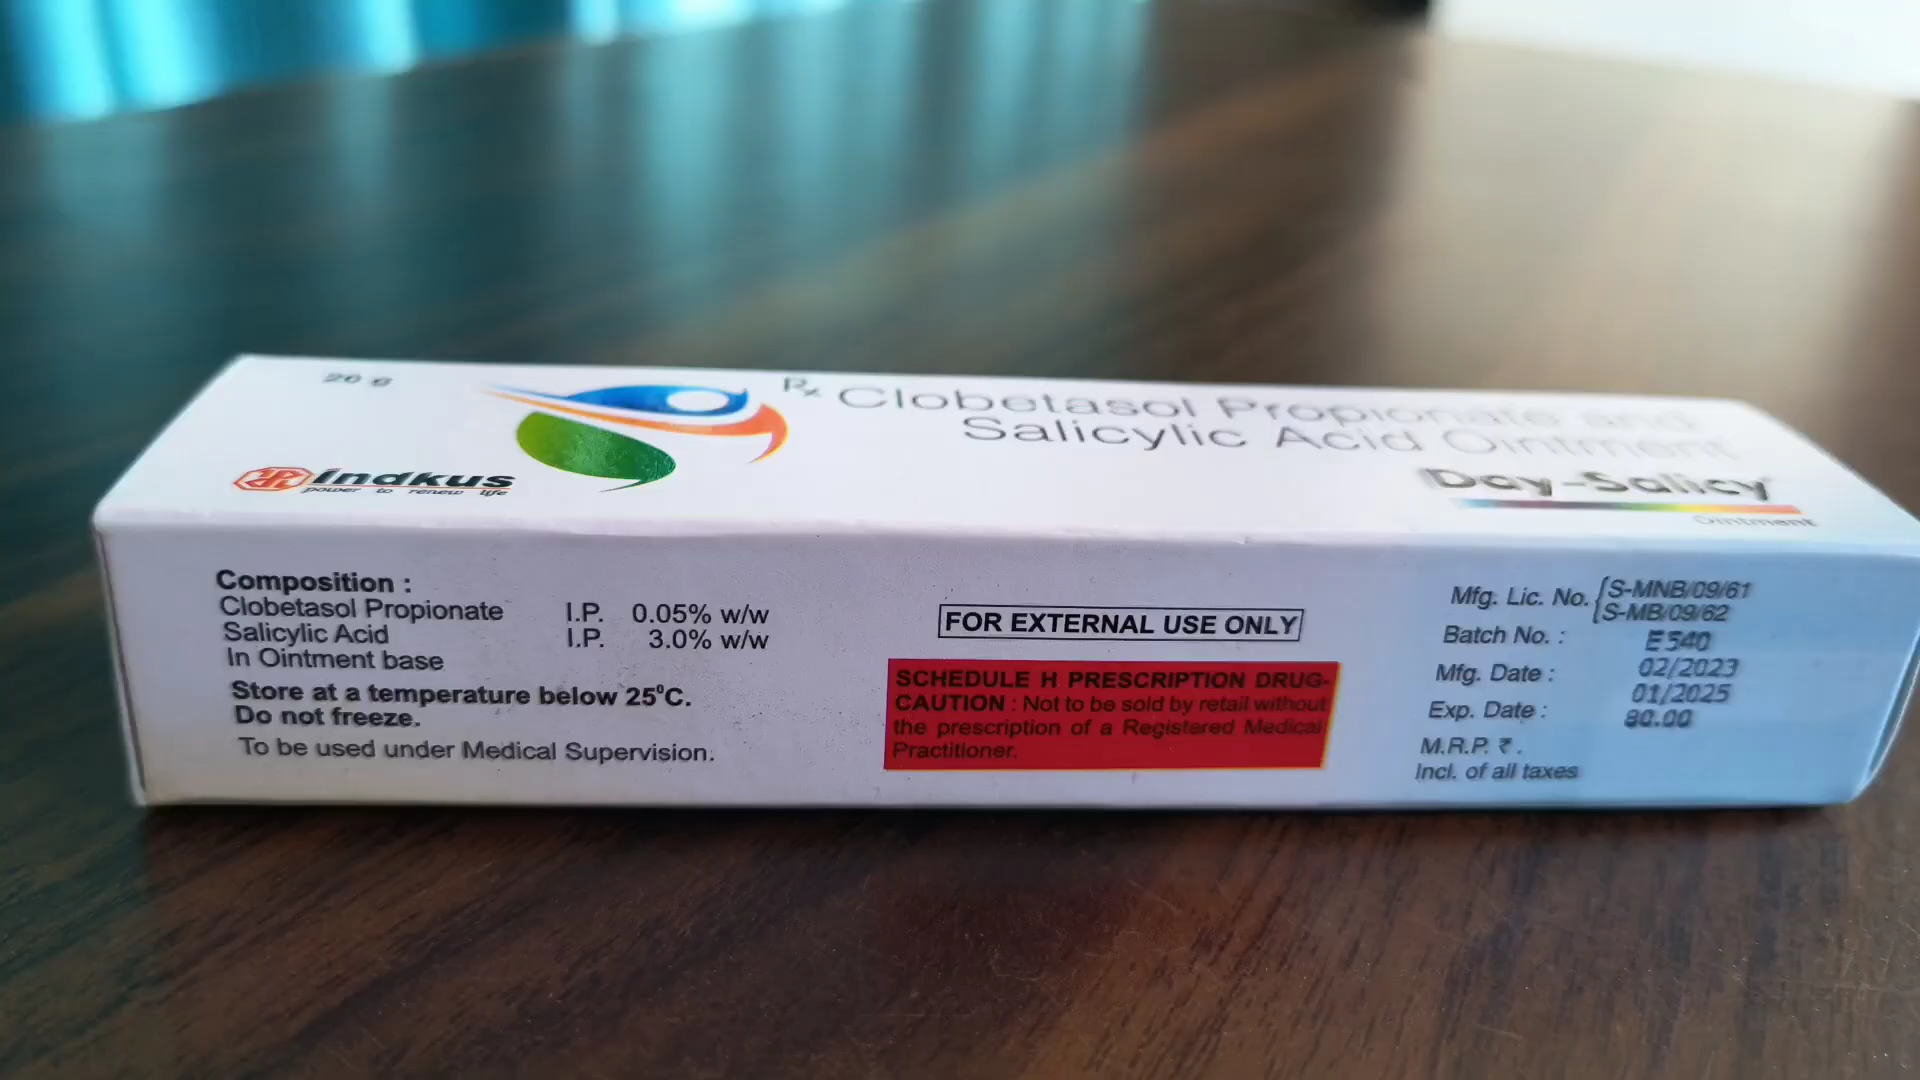 20 g
Rx Clobetasol Propionate and
Salicylic Acid Ointment
Indkus
power to renew life
Day-Salicy
Ointment
Composition :
Clobetasol Propionate I.P. 0.05% w/w
Salicylic Acid I.P. 3.0% w/w
In Ointment base
Store at a temperature below 25°C.
Do not freeze.
To be used under Medical Supervision.
FOR EXTERNAL USE ONLY
SCHEDULE H PRESCRIPTION DRUG-
CAUTION : Not to be sold by retail without
the prescription of a Registered Medical
Practitioner.
Mfg. Lic. No. S-MNB/09/61
S-MB/09/62
Batch No. : E540
Mfg. Date : 02/2023
Exp. Date : 01/2025
M.R.P. ₹. 80.00
Incl. of all taxes